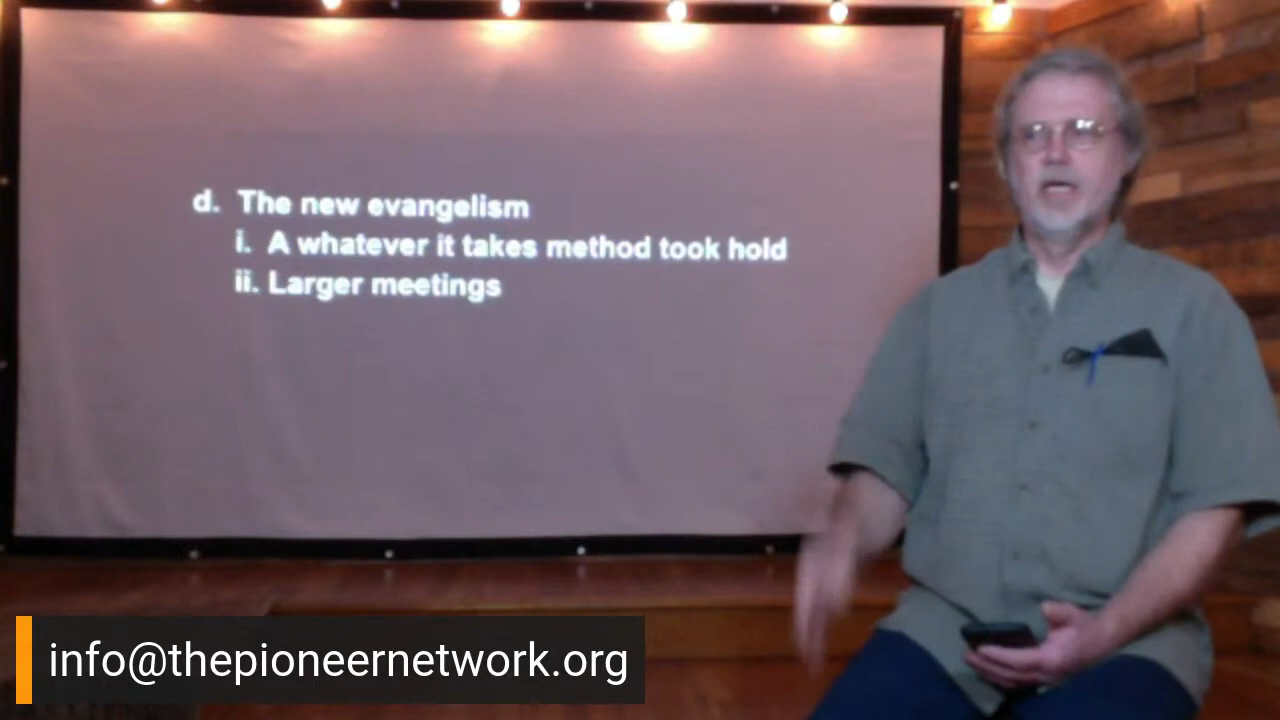 d. The new evangelism
i. A whatever it takes method took hold
ii. Larger meetings
info@thepioneernetwork.org